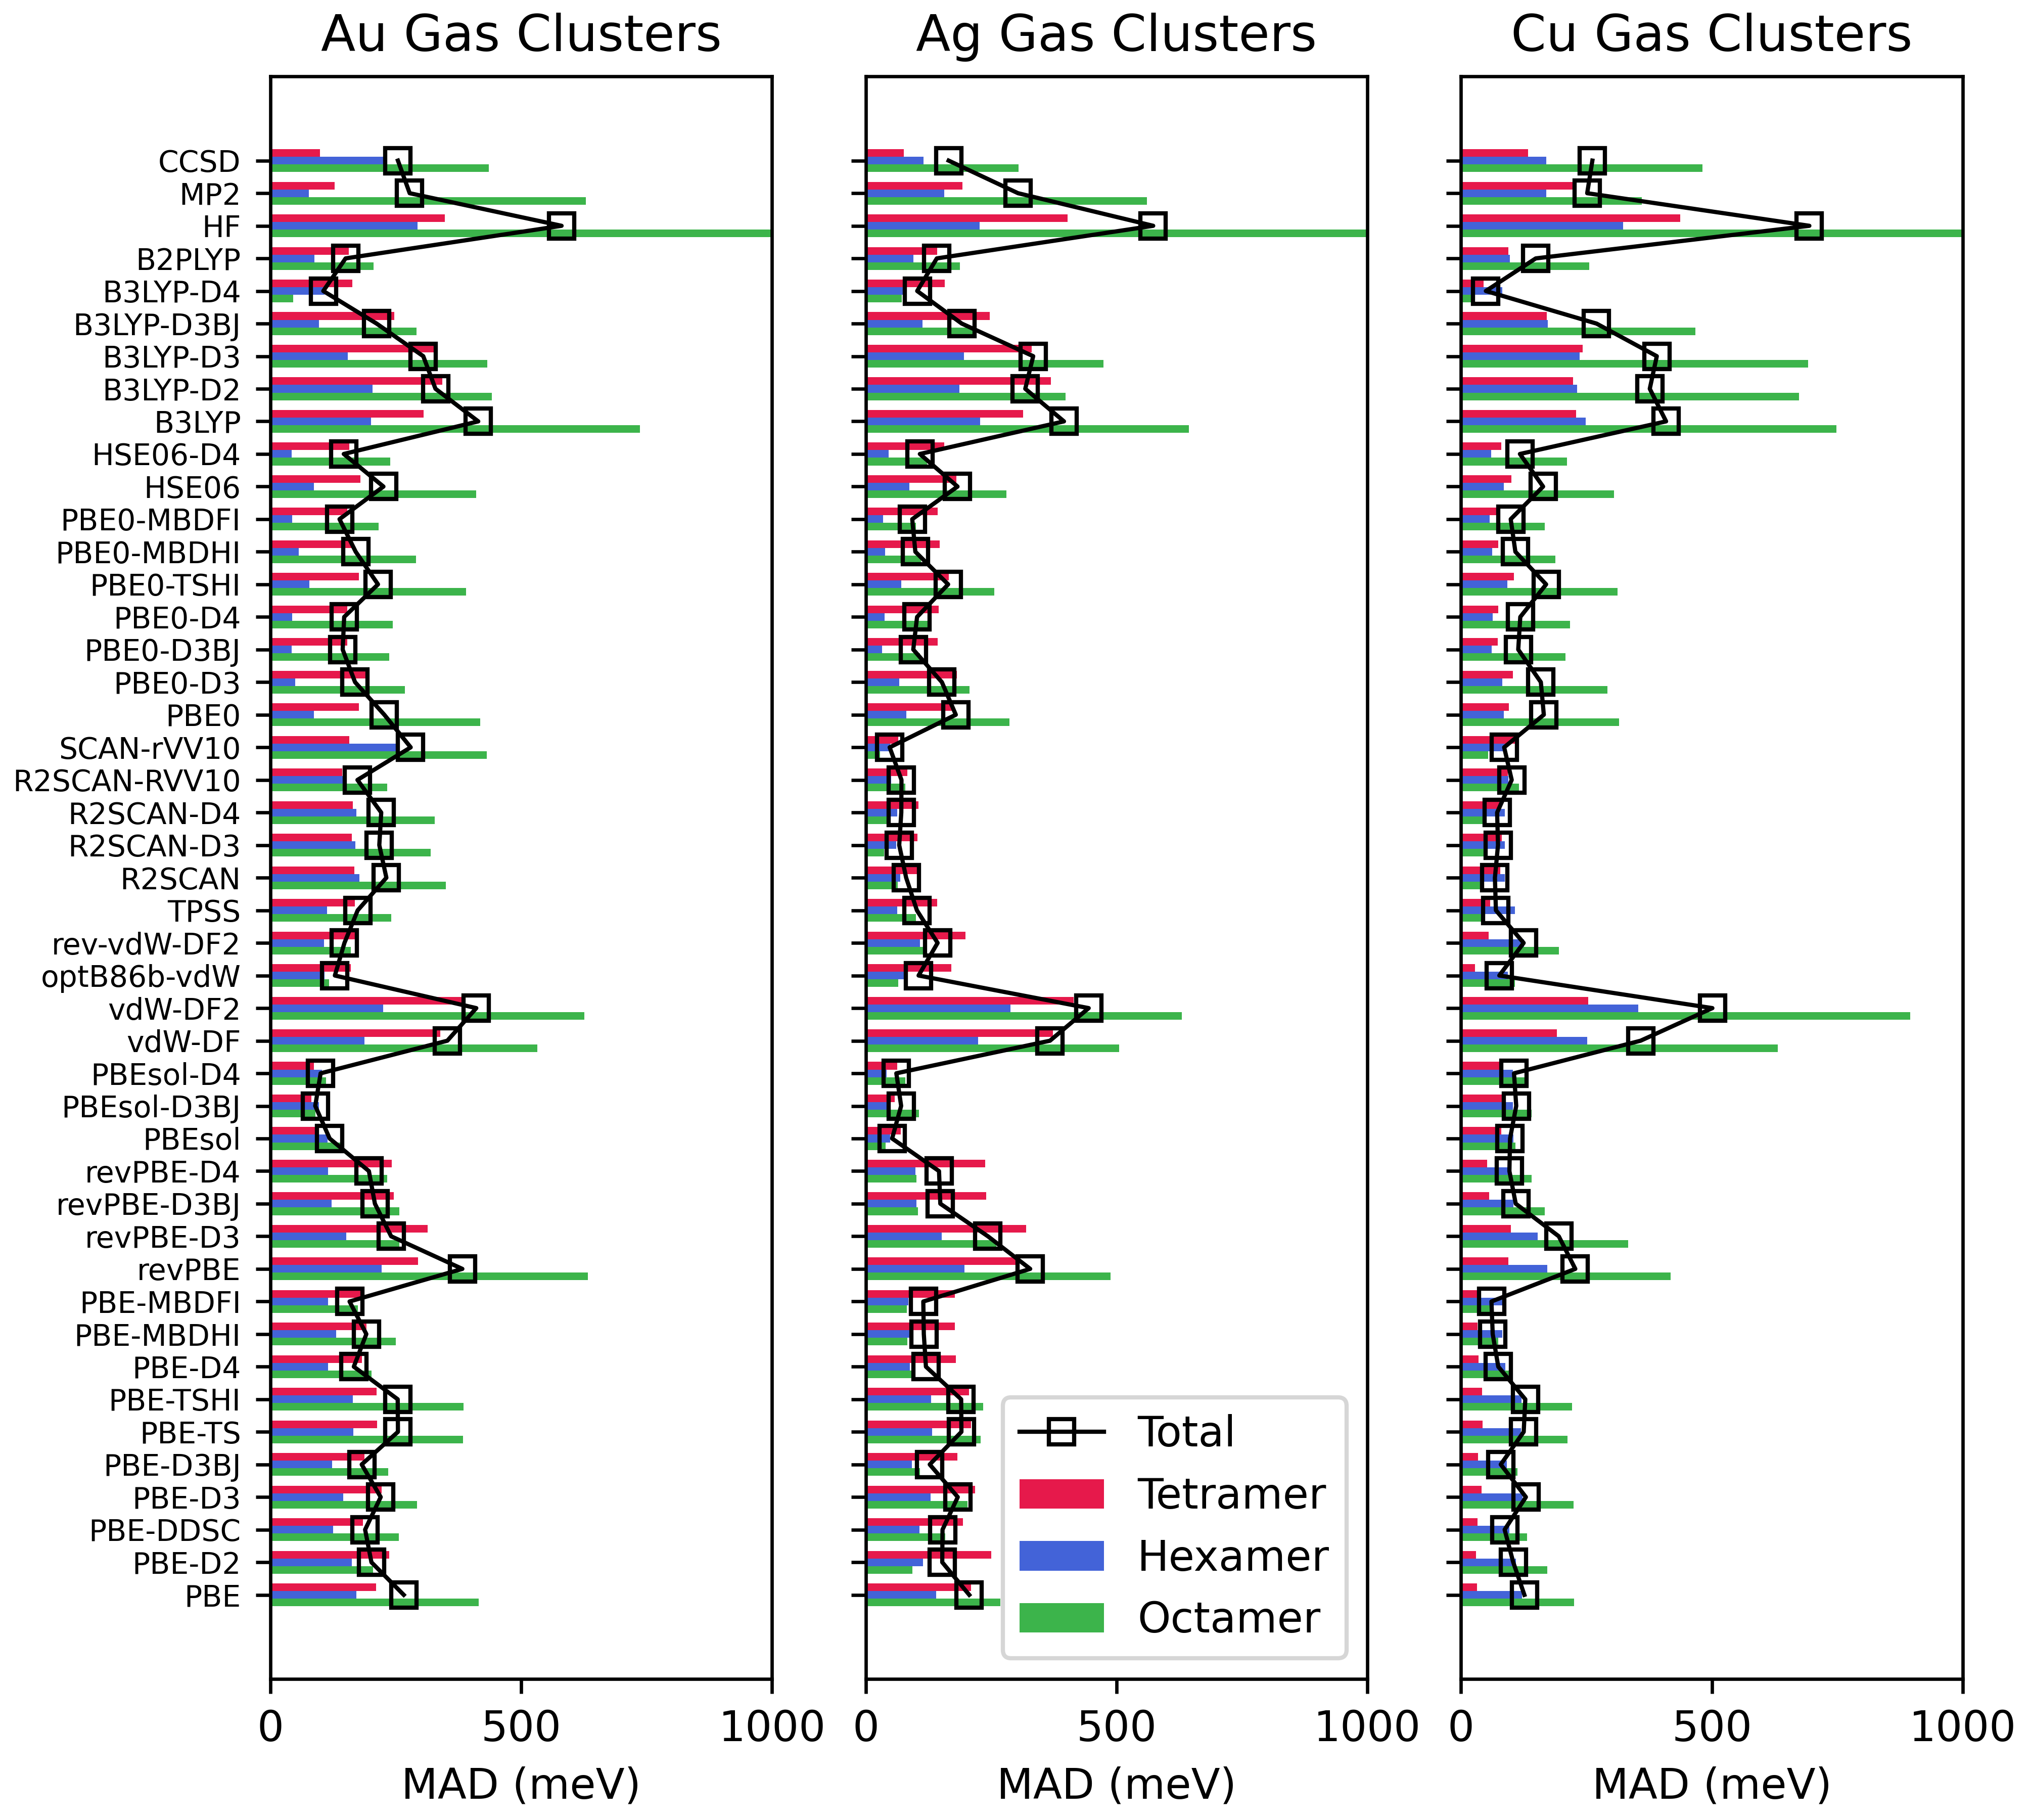 Au Gas Clusters
Ag Gas Clusters
Cu Gas Clusters
CCSD
MP2
HF
B2PLYP
B3LYP-D4
B3LYP-D3BJ
B3LYP-D3
B3LYP-D2
B3LYP
HSE06-D4
HSE06
PBE0-MBDFI
PBE0-MBDHI
PBE0-TSHI
PBE0-D4
PBE0-D3BJ
PBE0-D3
PBE0
SCAN-rVV10
R2SCAN-RVV10
R2SCAN-D4
R2SCAN-D3
R2SCAN
TPSS
rev-vdW-DF2
optB86b-vdW
vdW-DF2
vdW-DF
PBEsol-D4
PBEsol-D3BJ
PBEsol
revPBE-D4
revPBE-D3BJ
revPBE-D3
revPBE
PBE-MBDFI
PBE-MBDHI
PBE-D4
PBE-TSHI
PBE-TS
PBE-D3BJ
PBE-D3
PBE-DDSC
PBE-D2
PBE
Total
Tetramer
Hexamer
Octamer
0 500 1000
0 500 1000
0 500 1000
MAD (meV)
MAD (meV)
MAD (meV)